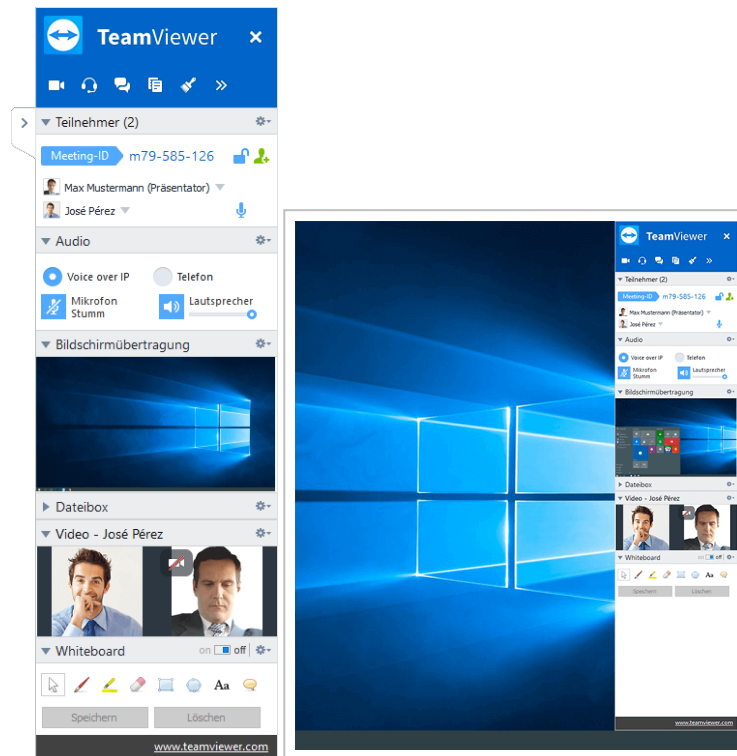 TeamViewer
Teilnehmer (2)
Meeting-ID m79-585-126
Max Mustermann (Präsentator)
José Pérez
Audio
Voice over IP Telefon
Mikrofon Stumm Lautsprecher
Bildschirmübertragung
Dateibox
Video - José Pérez
Whiteboard on off
Aa
Speichern Löschen
www.teamviewer.com
TeamViewer
Teilnehmer (2)
Meeting-ID m79-585-126
Max Mustermann (Präsentator)
José Pérez
Audio
Voice over IP Telefon
Mikrofon Stumm Lautsprecher
Bildschirmübertragung
Dateibox
Video - José Pérez
Whiteboard on off
Aa
Speichern Löschen
www.teamviewer.com